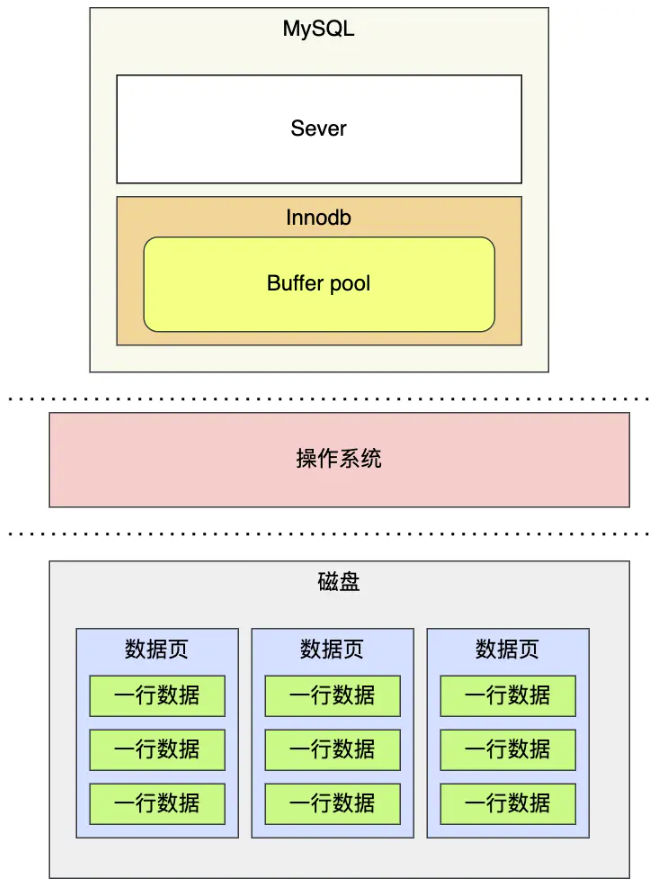 MySQL
Sever
Innodb
Buffer pool
操作系统
磁盘
数据页 数据页 数据页
一行数据 一行数据 一行数据
一行数据 一行数据 一行数据
一行数据 一行数据 一行数据